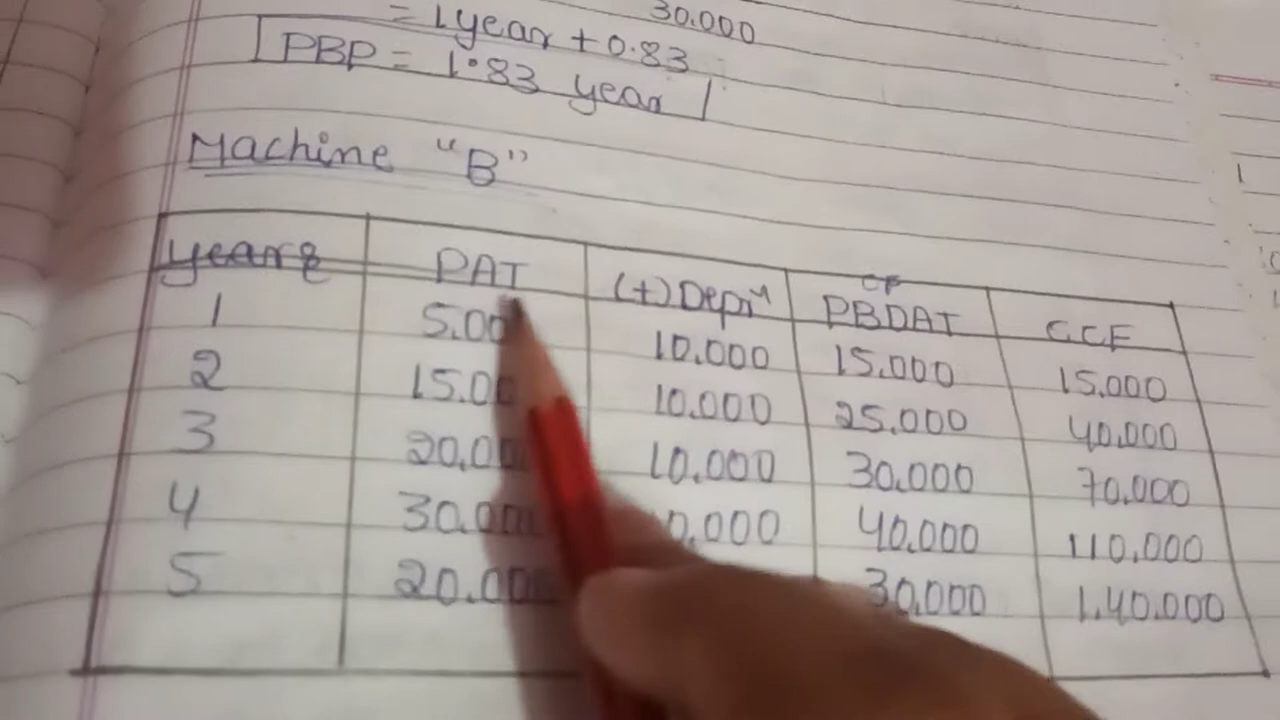 30.000
= 1 year + 0.83
PBP = 1.83 year
Machine "B"
years PAT (+) Deprn CF PBDAT C.C.F
1 10.000 15.000 15.000
2 10.000 25.000 40.000
3 10.000 30.000 70.000
4 40.000 110.000
5 30.000 1.40.000